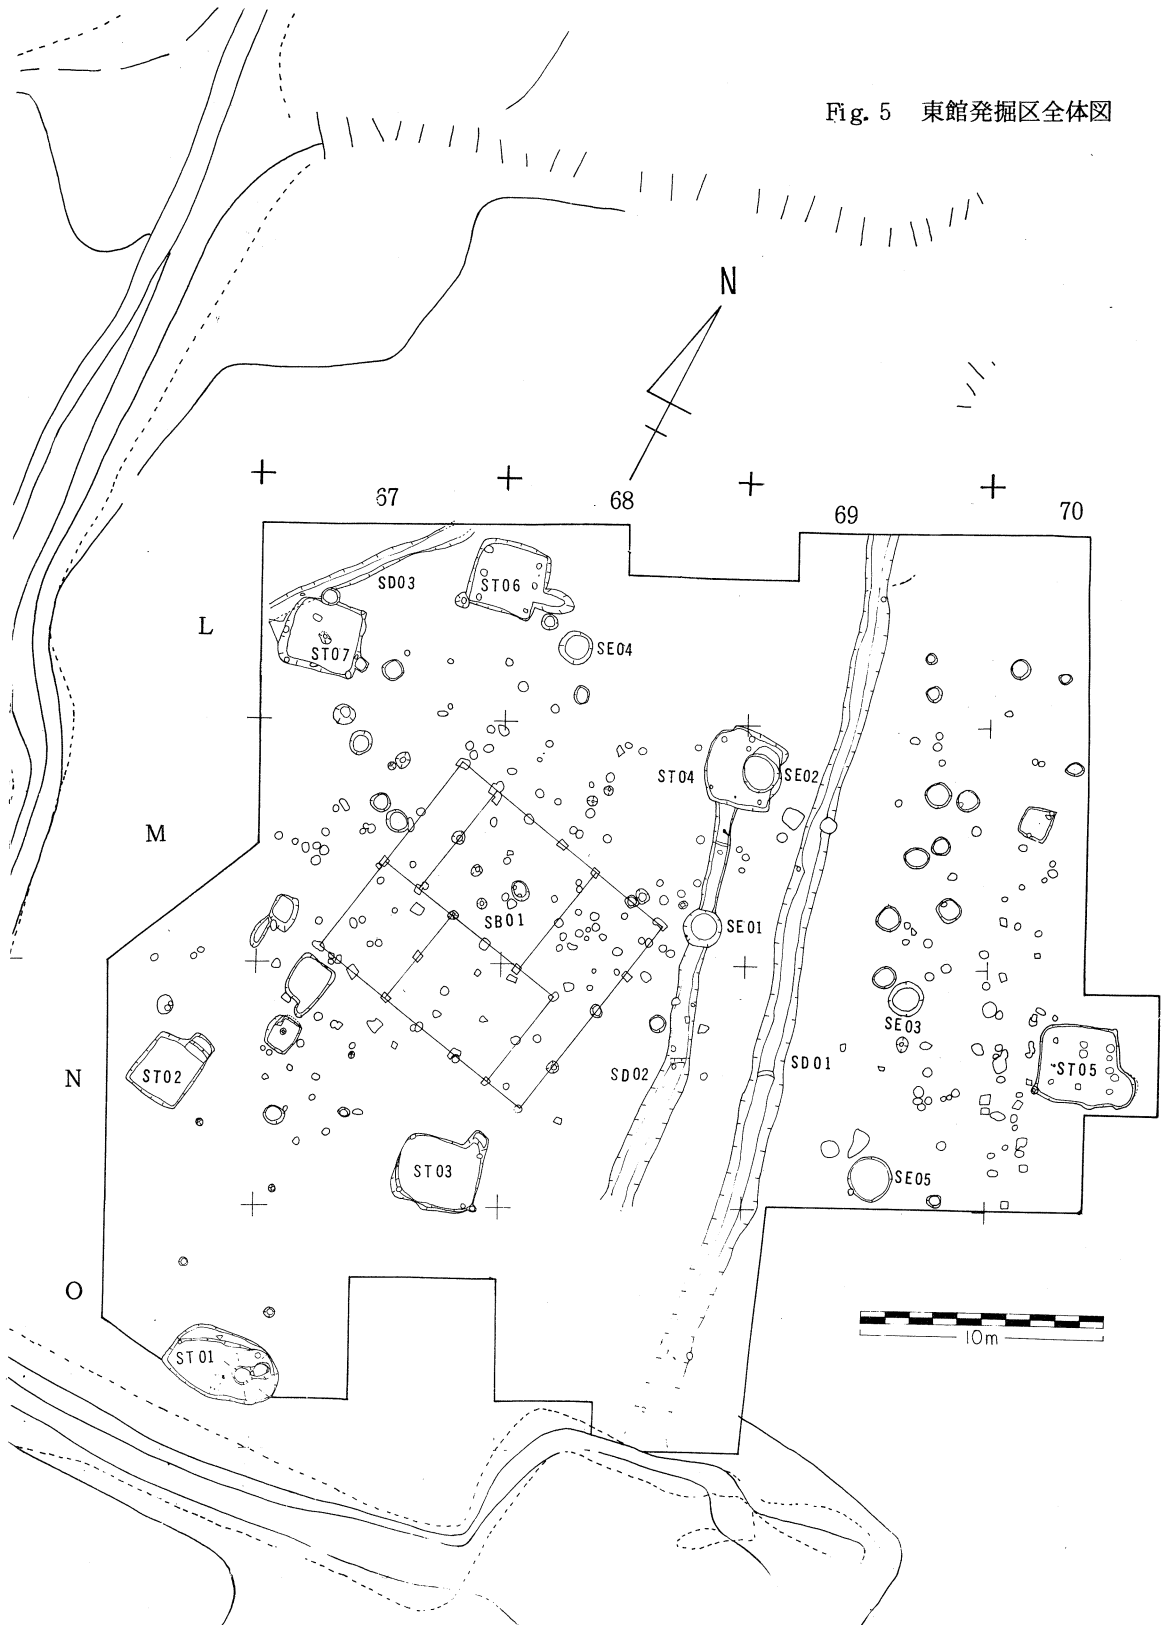 Fig. 5 東館発掘区全体図
N
67
68
69
70
SD03
ST06
L
ST07
SE04
ST04
SE02
M
SB01
SE01
SE03
N
ST02
SD02
SD01
ST05
ST03
SE05
O
10m
ST01